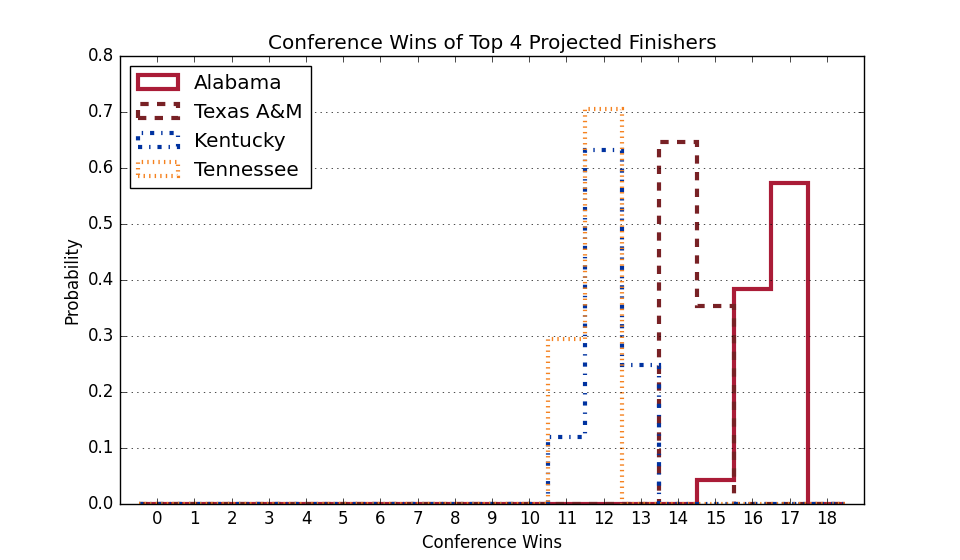 Conference Wins of Top 4 Projected Finishers
Alabama
Texas A&M
Kentucky
Tennessee
Probability
0.8
0.7
0.6
0.5
0.4
0.3
0.2
0.1
0.0
0 1 2 3 4 5 6 7 8 9 10 11 12 13 14 15 16 17 18
Conference Wins